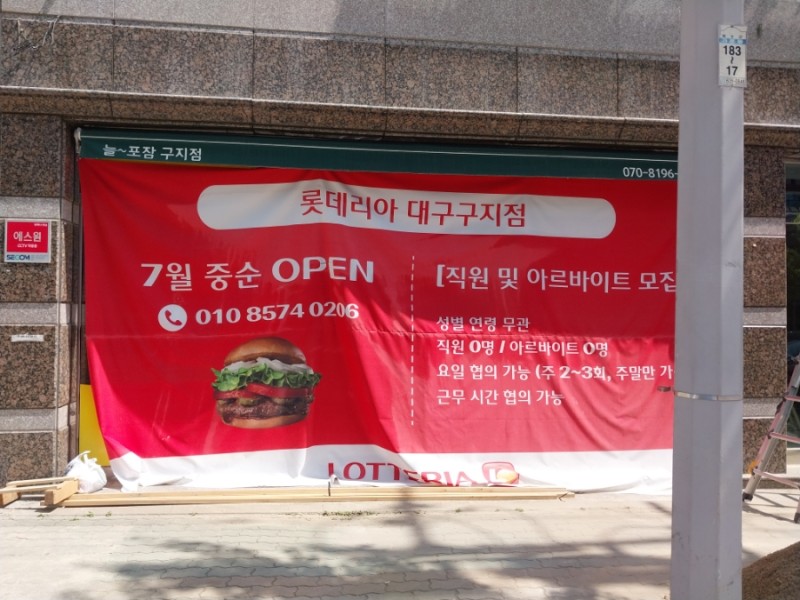 183
~
17
늘~포잠 구지점
070-8196-
롯데리아 대구구지점
에스원
SECOM
7월 중순 OPEN
010 8574 0206
[직원 및 아르바이트 모집
성별 연령 무관
직원 0명 / 아르바이트 0명
요일 협의 가능 (주 2~3회, 주말만 가
근무 시간 협의 가능
LOTTERIA